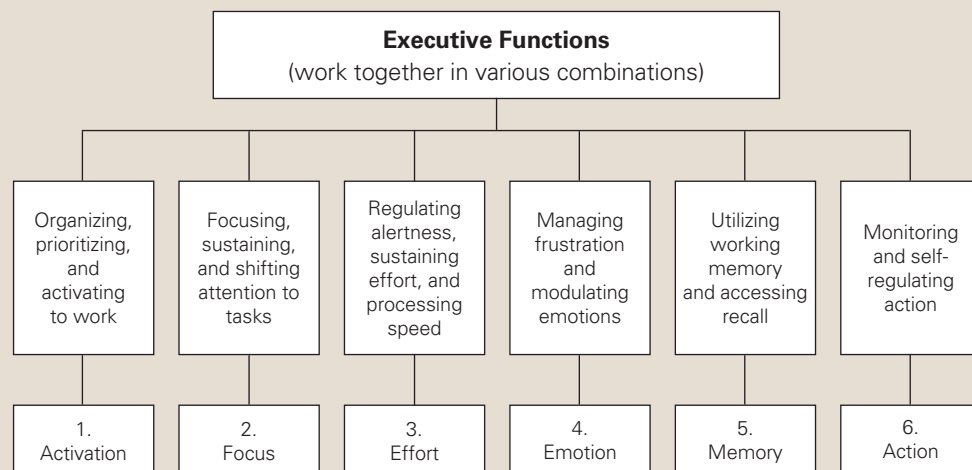 Executive Functions
(work together in various combinations)
Organizing,
prioritizing,
and
activating
to work
Focusing,
sustaining,
and shifting
attention to
tasks
Regulating
alertness,
sustaining
effort, and
processing
speed
Managing
frustration
and
modulating
emotions
Utilizing
working
memory
and accessing
recall
Monitoring
and self-
regulating
action
1.
Activation
2.
Focus
3.
Effort
4.
Emotion
5.
Memory
6.
Action